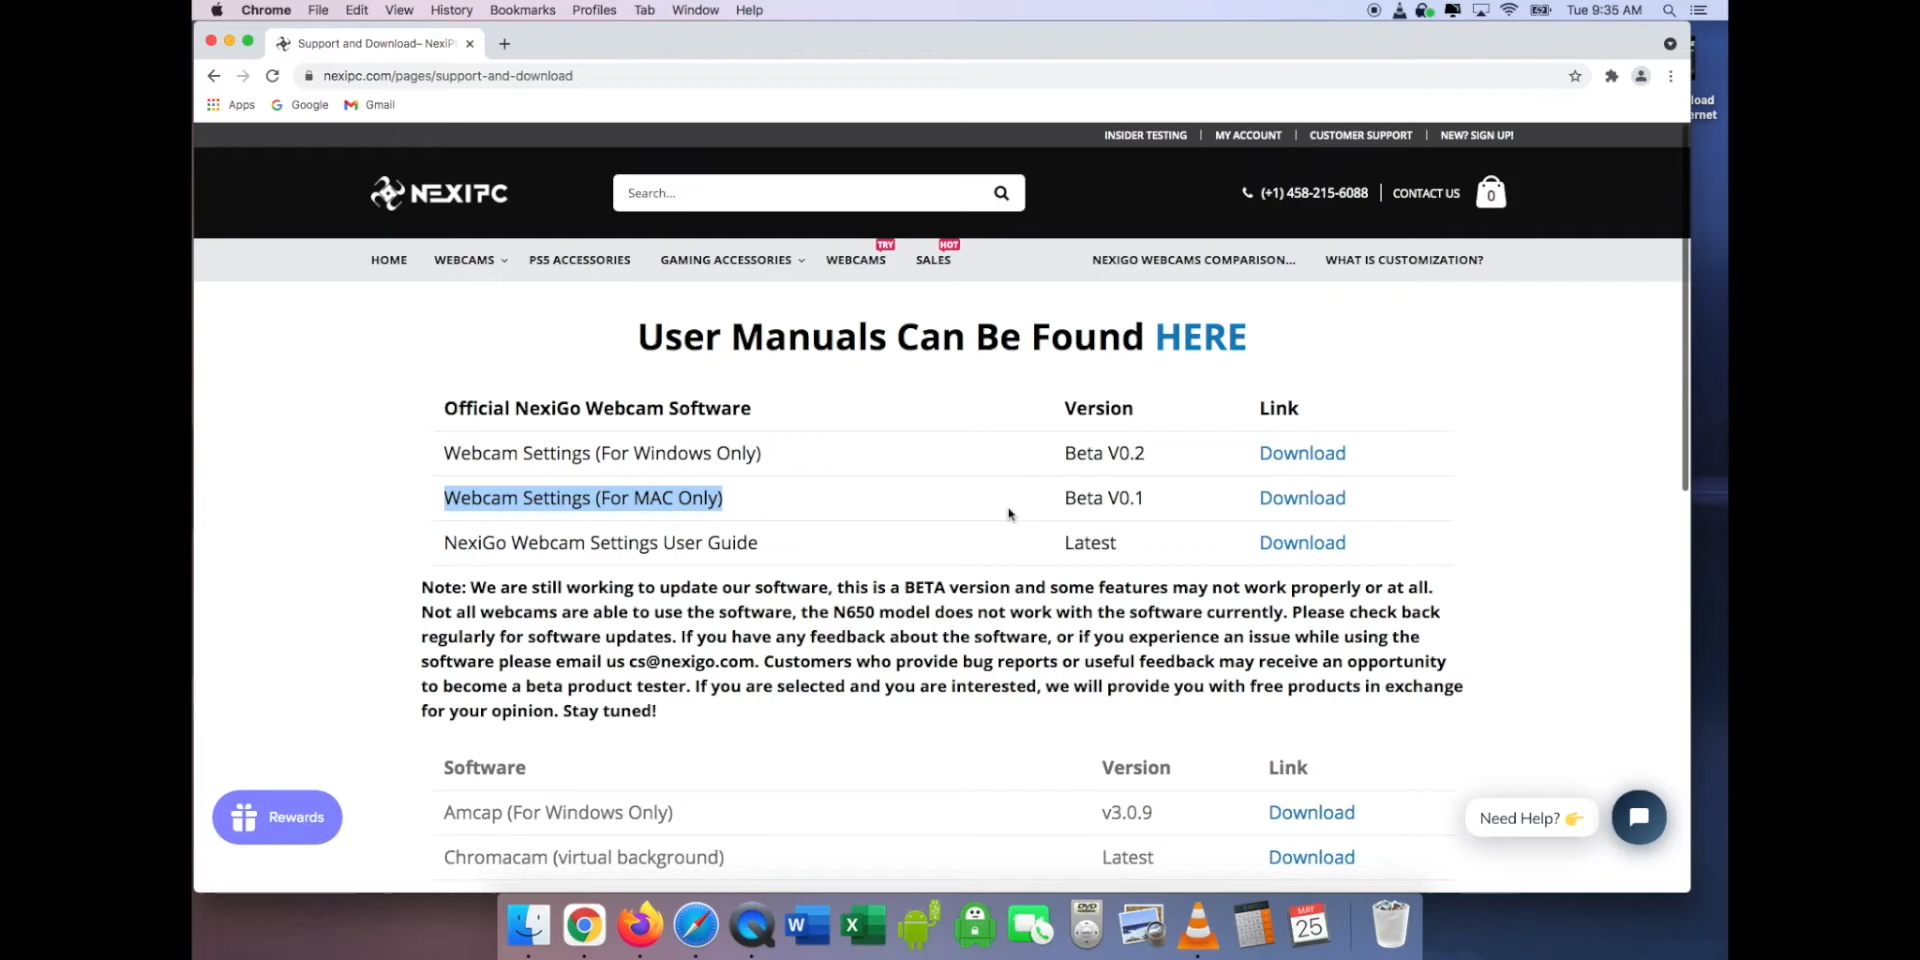 Chrome File Edit View History Bookmarks Profiles Tab Window Help Tue 9:35 AM
Support and Download– NexiP
nexipc.com/pages/support-and-download
Apps Google Gmail
INSIDER TESTING | MY ACCOUNT | CUSTOMER SUPPORT | NEW? SIGN UP!
NEXIPC Search... (+1) 458-215-6088 | CONTACT US 0
TRY HOT
HOME WEBCAMS PS5 ACCESSORIES GAMING ACCESSORIES WEBCAMS SALES NEXIGO WEBCAMS COMPARISON... WHAT IS CUSTOMIZATION?
User Manuals Can Be Found HERE
Official NexiGo Webcam Software Version Link
Webcam Settings (For Windows Only) Beta V0.2 Download
Webcam Settings (For MAC Only) Beta V0.1 Download
NexiGo Webcam Settings User Guide Latest Download
Note: We are still working to update our software, this is a BETA version and some features may not work properly or at all.
Not all webcams are able to use the software, the N650 model does not work with the software currently. Please check back
regularly for software updates. If you have any feedback about the software, or if you experience an issue while using the
software please email us cs@nexigo.com. Customers who provide bug reports or useful feedback may receive an opportunity
to become a beta product tester. If you are selected and you are interested, we will provide you with free products in exchange
for your opinion. Stay tuned!
Software Version Link
Amcap (For Windows Only) v3.0.9 Download
Chromacam (virtual background) Latest Download
Rewards
Need Help? 👉
W X DVD MAY 25